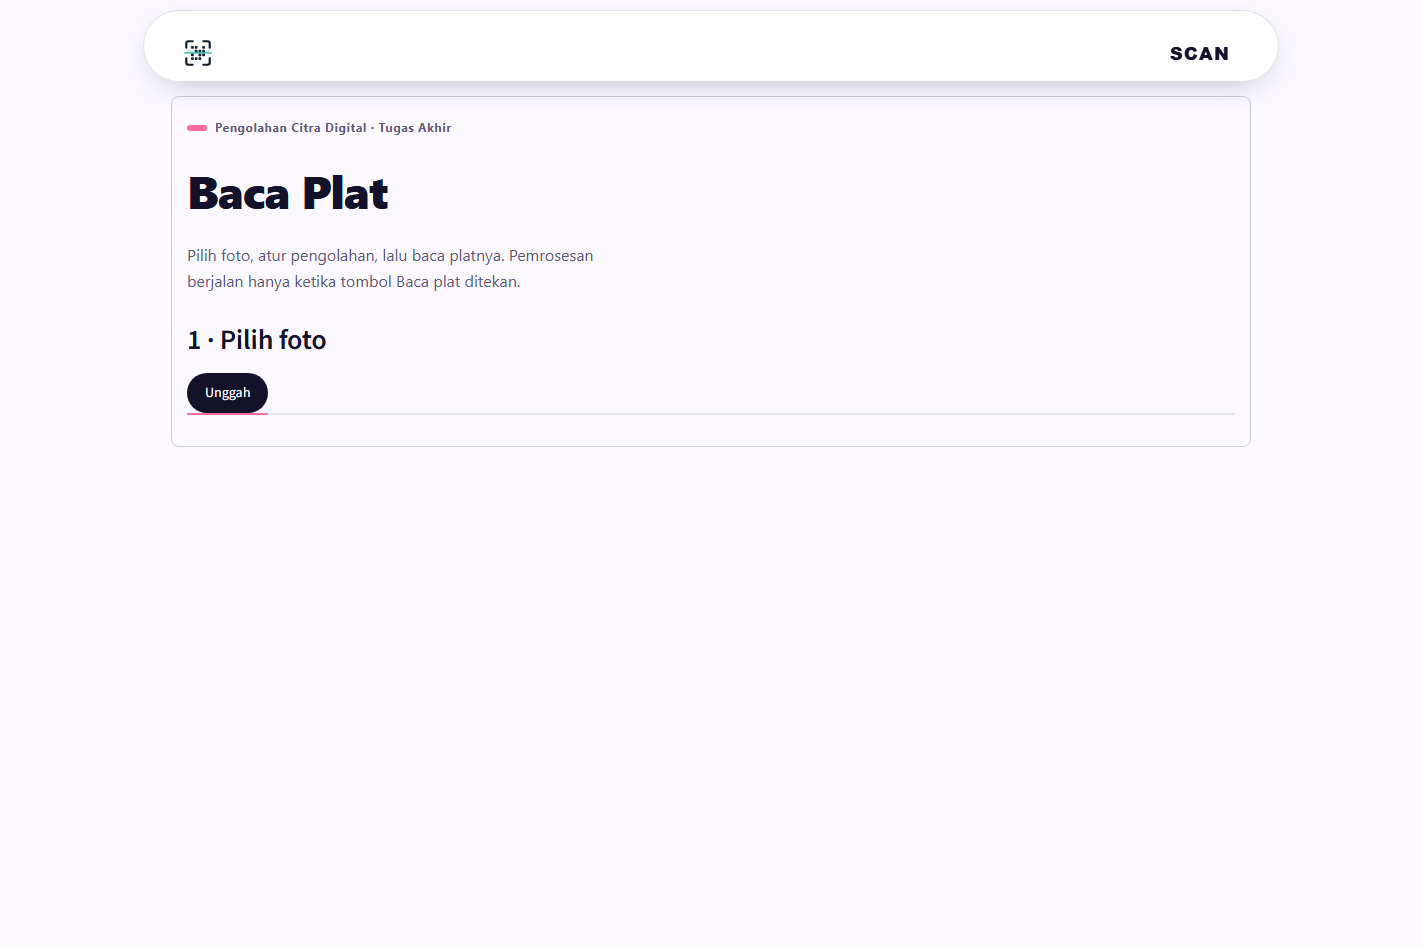 SCAN
Pengolahan Citra Digital · Tugas Akhir
Baca Plat
Pilih foto, atur pengolahan, lalu baca platnya. Pemrosesan
berjalan hanya ketika tombol Baca plat ditekan.
1 · Pilih foto
Unggah